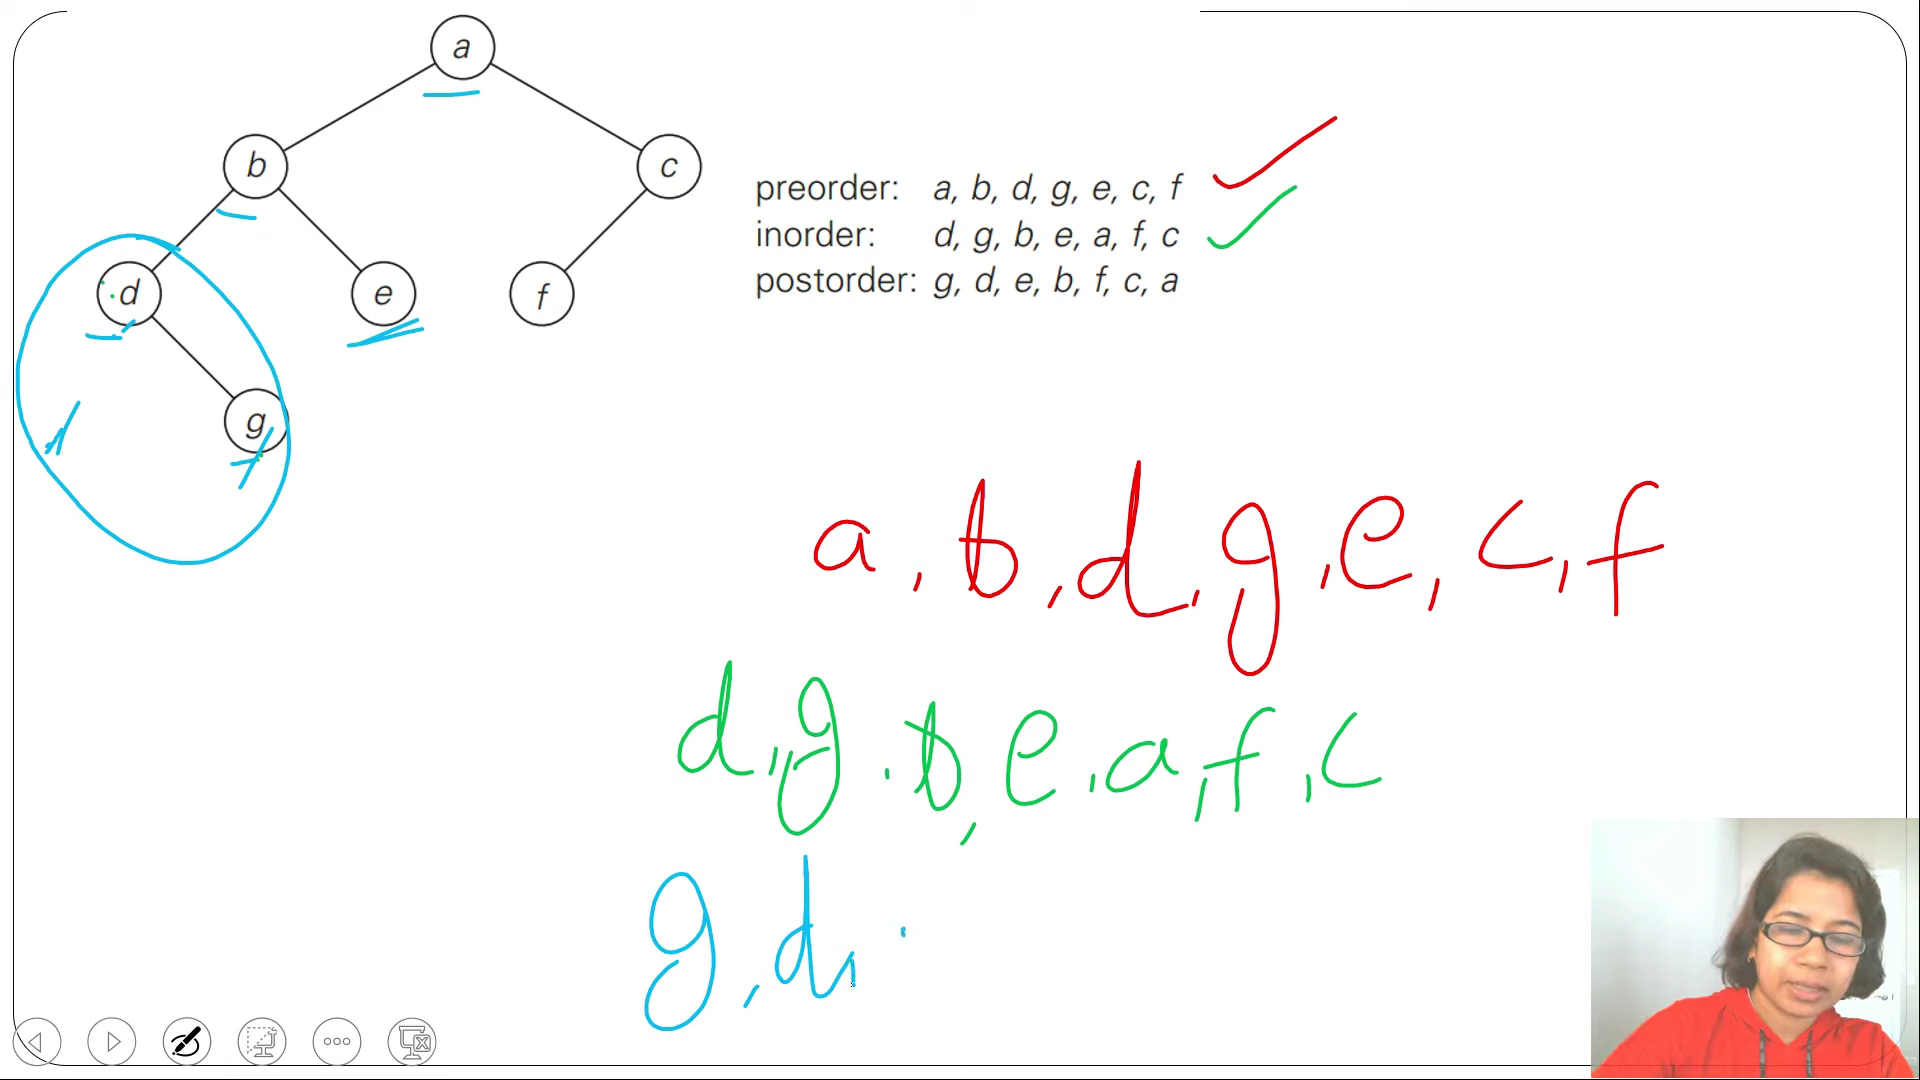 a
b
c
d
e
f
g
preorder: a, b, d, g, e, c, f
inorder: d, g, b, e, a, f, c
postorder: g, d, e, b, f, c, a
a, b, d, g, e, c, f
d, g, b, e, a, f, c
g, d,